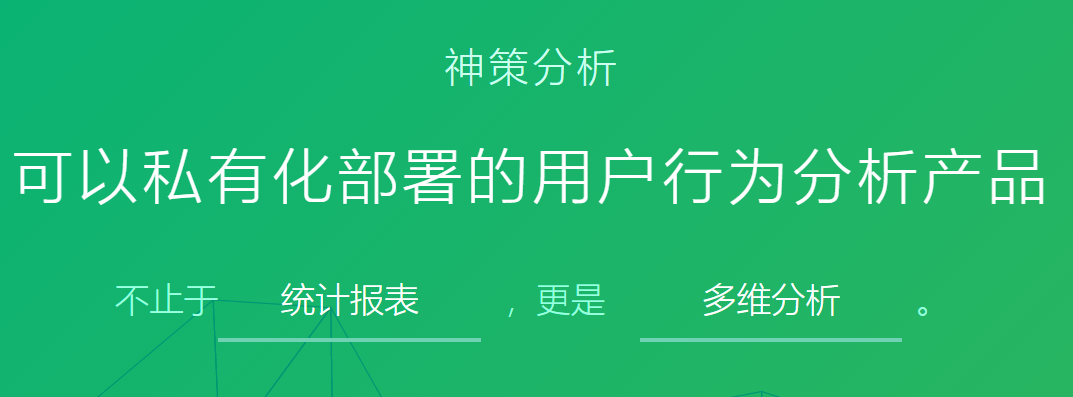 神策分析
可以私有化部署的用户行为分析产品
不止于 统计报表 ，更是 多维分析 。